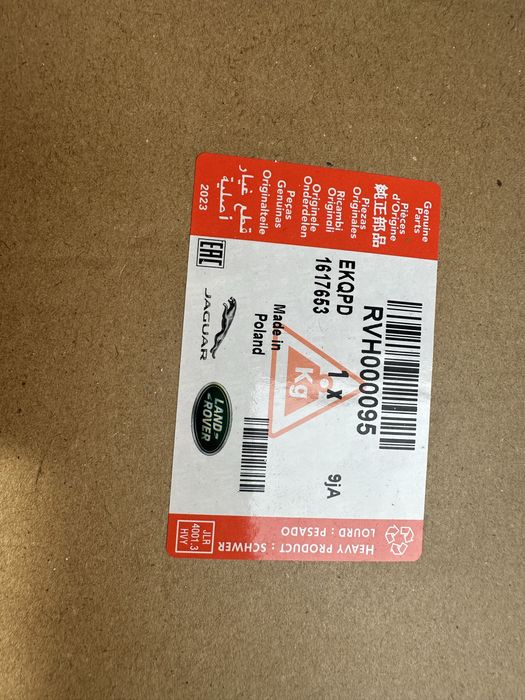 Genuine
Parts
Pièces
d'Origine
純正部品
Piezas
Originales
Ricambi
Originali
Originele
Onderdelen
Peças
Genuínas
Originalteile
قطع غيار
أصلية
2023
RVH000095
EKQPD
1617653
1 x
9jA
Kg
Made in
Poland
EAC
JAGUAR
LAND
ROVER
HEAVY PRODUCT : SCHWER
LOURD : PESADO
JLR
4001.3
HVY